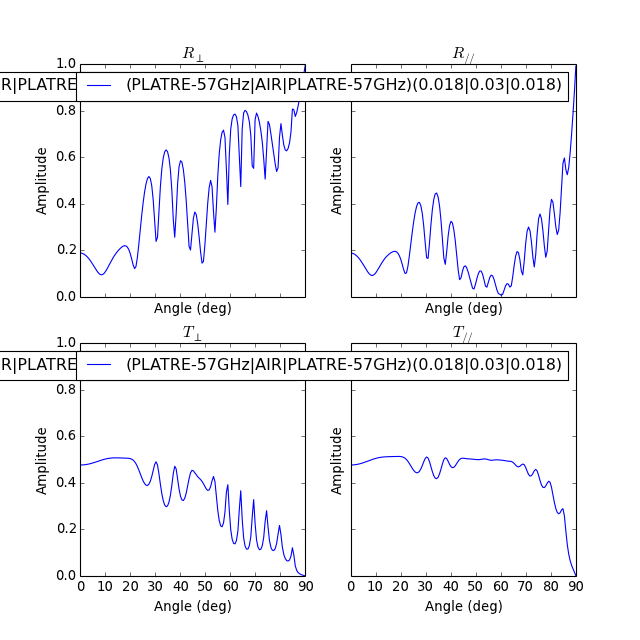 R⊥
R//
1.0
IR|PLATRE
(PLATRE-57GHz|AIR|PLATRE-57GHz)(0.018|0.03|0.018)
0.8
0.6
0.4
0.2
0.0
Amplitude
Amplitude
Angle (deg)
Angle (deg)
T⊥
T//
1.0
IR|PLATRE
(PLATRE-57GHz|AIR|PLATRE-57GHz)(0.018|0.03|0.018)
0.8
0.6
0.4
0.2
0.0
Amplitude
Amplitude
0 10 20 30 40 50 60 70 80 90
0 10 20 30 40 50 60 70 80 90
Angle (deg)
Angle (deg)